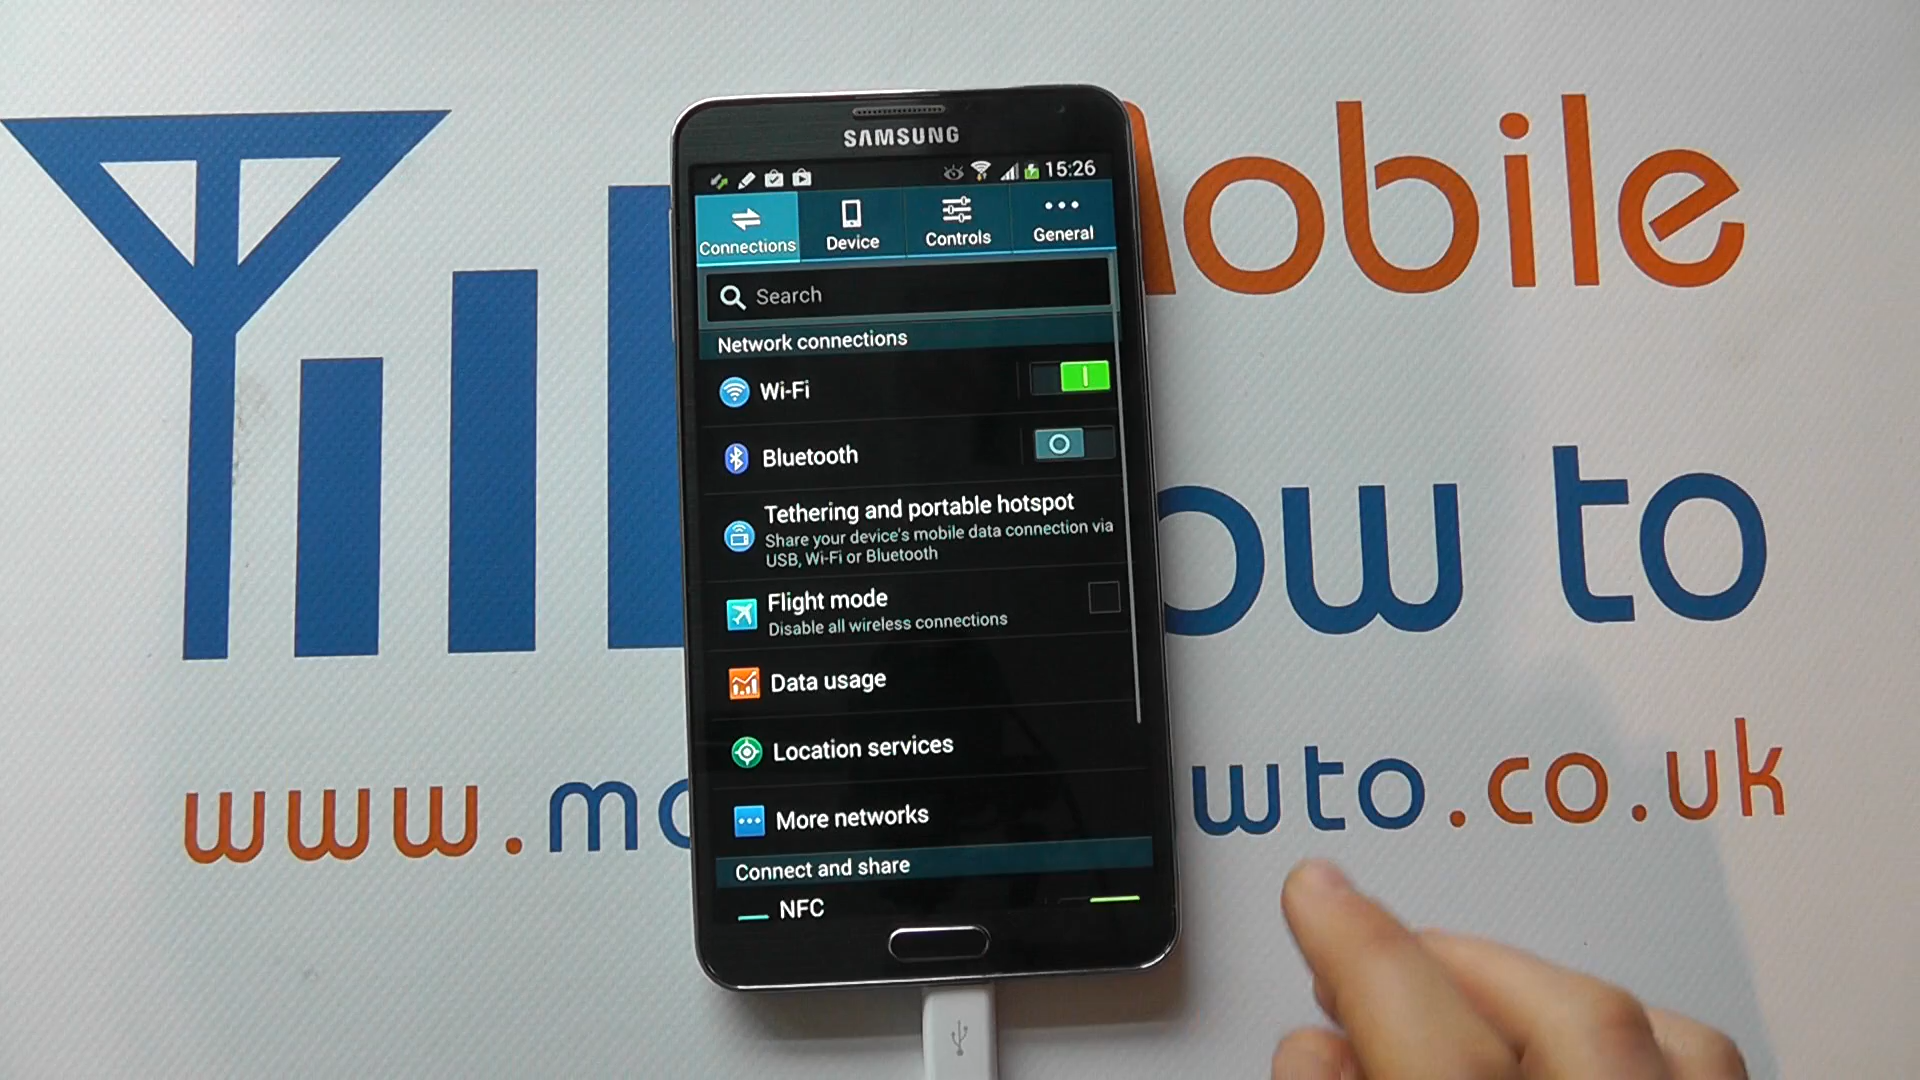 Mobile
SAMSUNG
15:26
Connections Device Controls General
Search
Network connections
Wi-Fi
Bluetooth
Tethering and portable hotspot
Share your device's mobile data connection via
USB, Wi-Fi or Bluetooth
Flight mode
Disable all wireless connections
Data usage
Location services
More networks
Connect and share
NFC
ow to
www.mo wto.co.uk